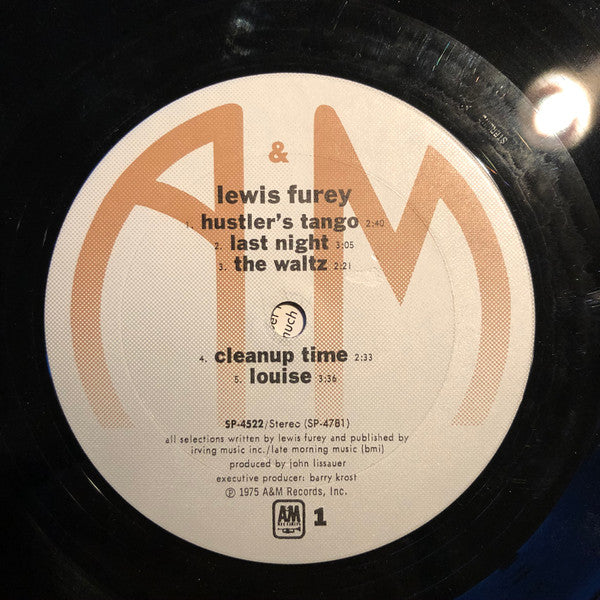 A & M
lewis furey
1. hustler's tango 2:40
2. last night 3:05
3. the waltz 2:21
much
4. cleanup time 2:33
5. louise 3:36
SP-4522/Stereo (SP-4781)
all selections written by lewis furey and published by
irving music inc./late morning music (bmi)
produced by john lissauer
executive producer: barry krost
℗ 1975 A&M Records, Inc.
A&M
RECORDS
1